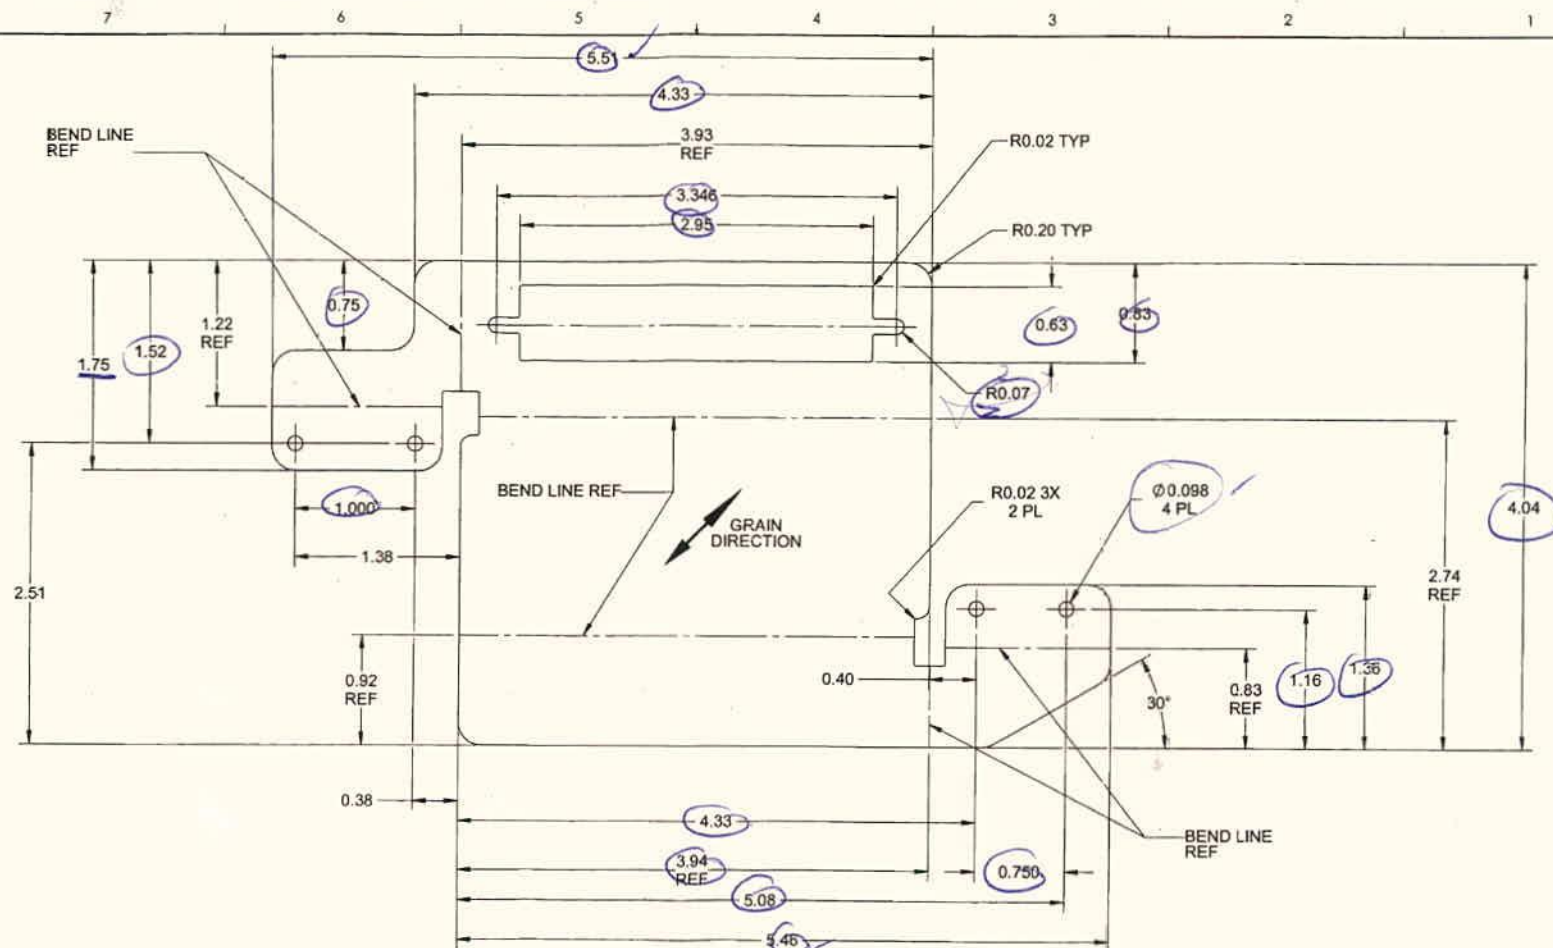 7 6 5 4 3 2 1
5.51
4.33
BEND LINE
REF
3.93
REF
R0.02 TYP
3.346
2.95
R0.20 TYP
0.75
1.22
REF
1.52
1.75
0.63
0.83
R0.07
BEND LINE REF
1.000
1.38
GRAIN
DIRECTION
R0.02 3X
2 PL
Ø0.098
4 PL
4.04
2.51
2.74
REF
0.92
REF
0.40
30°
0.83
REF
1.16
1.36
0.38
4.33
BEND LINE
REF
3.94
REF
0.750
5.08
5.46